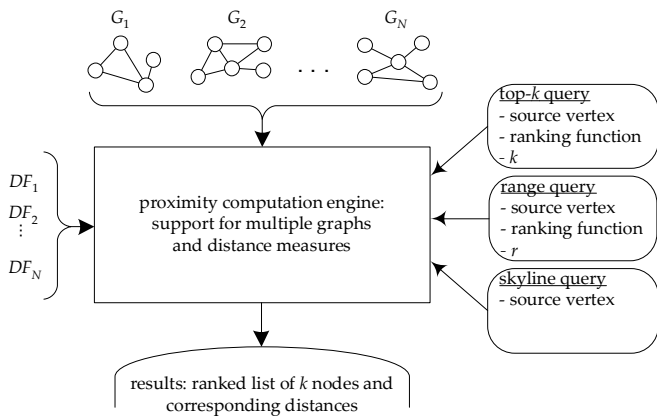 G1
G2
GN
. . .
top-k query
- source vertex
- ranking function
- k
DF1
DF2
⋮
DFN
proximity computation engine:
support for multiple graphs
and distance measures
range query
- source vertex
- ranking function
- r
skyline query
- source vertex
results: ranked list of k nodes and
corresponding distances